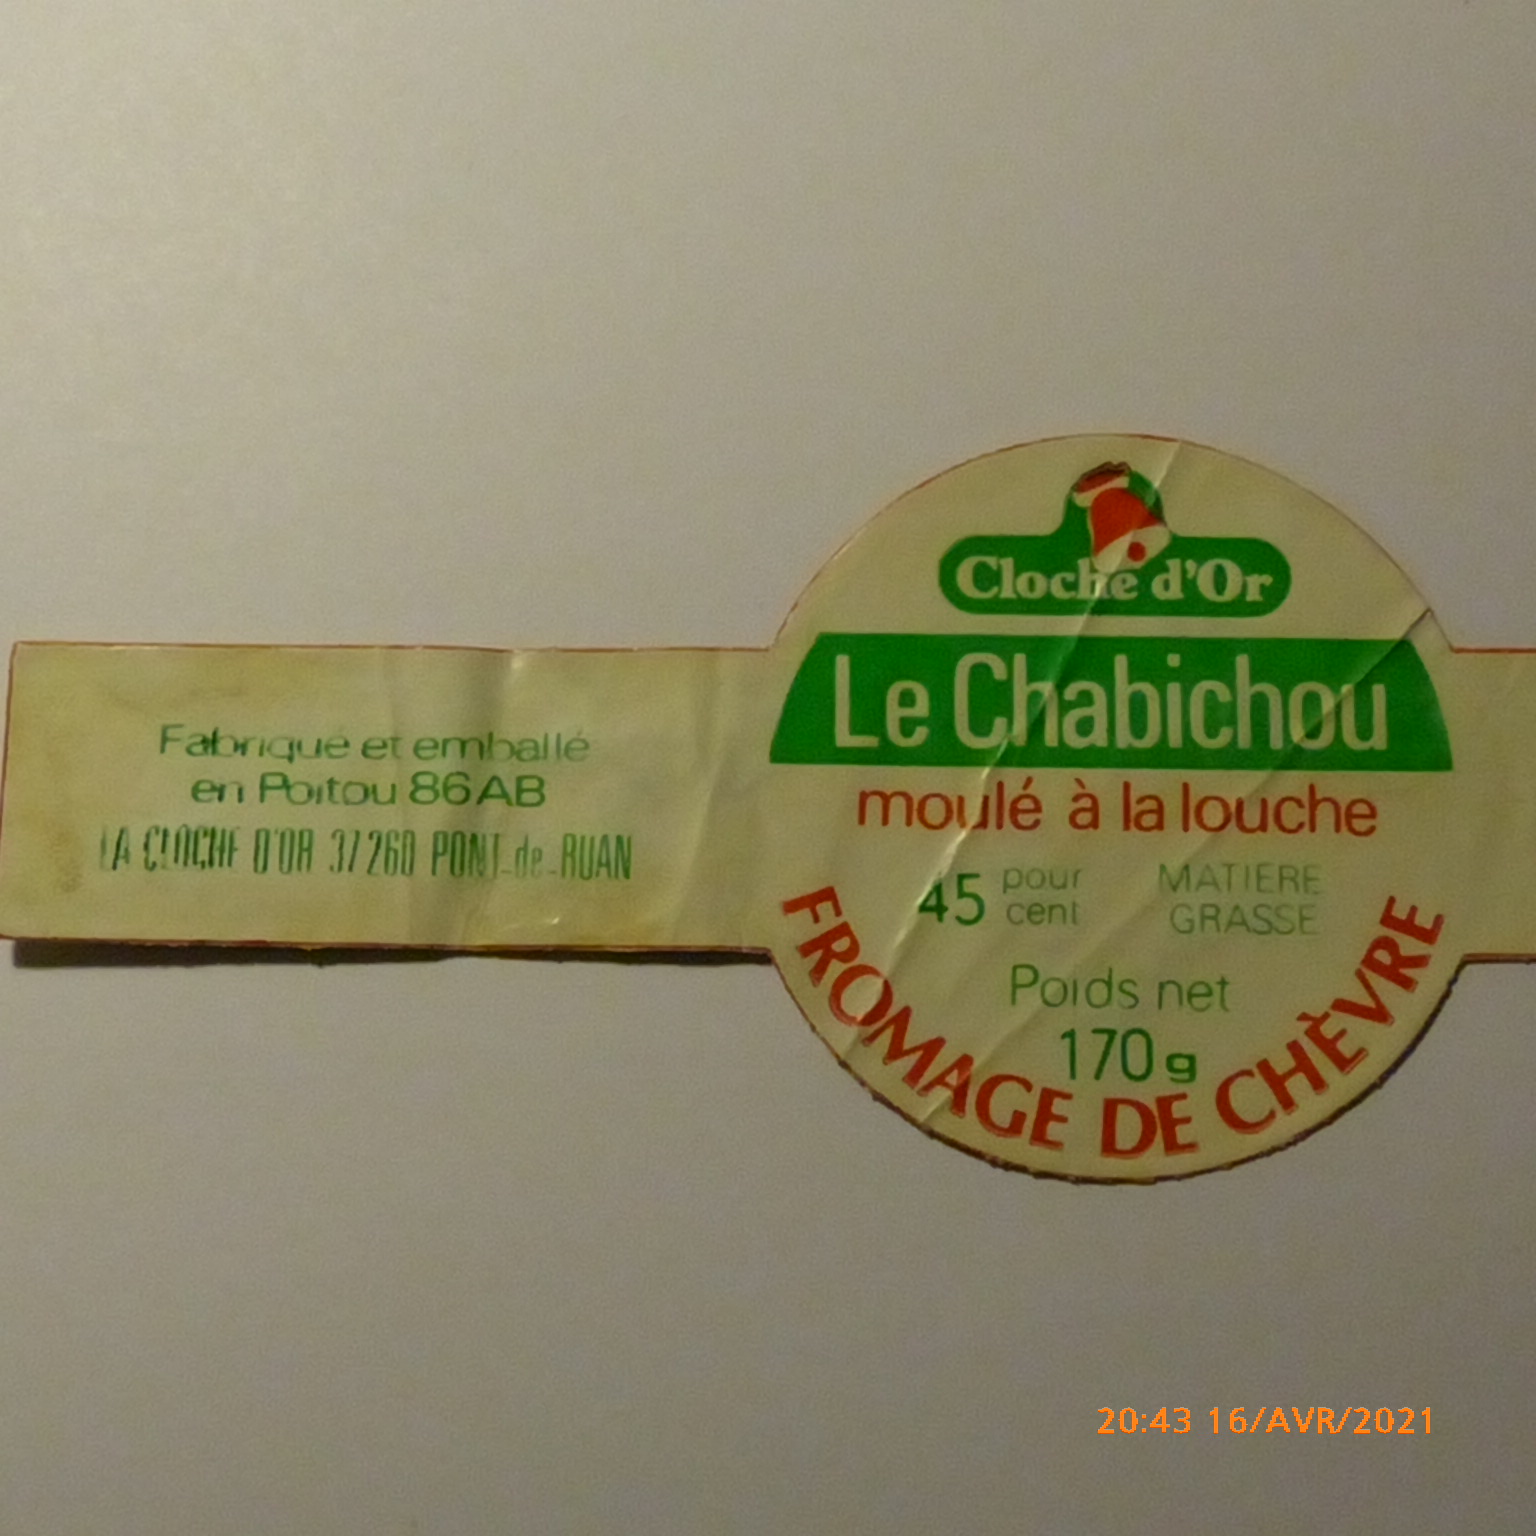 Cloche d'Or
Le Chabichou
moulé à la louche
45 pour cent MATIERE GRASSE
Poids net
170g
FROMAGE DE CHÈVRE
Fabriqué et emballé
en Poitou 86AB
LA CLOCHE D'OR 37260 PONT-de-RUAN
20:43 16/AVR/2021